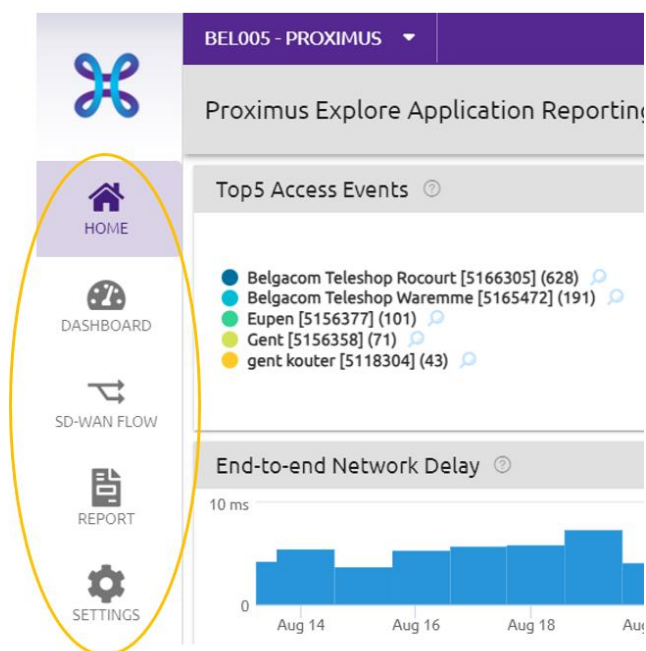 BEL005 - PROXIMUS
Proximus Explore Application Reporting
HOME
DASHBOARD
SD-WAN FLOW
REPORT
SETTINGS
Top5 Access Events
Belgacom Teleshop Rocourt [5166305] (628)
Belgacom Teleshop Waremme [5165472] (191)
Eupen [5156377] (101)
Gent [5156358] (71)
gent kouter [5118304] (43)
End-to-end Network Delay
10 ms
0
Aug 14 Aug 16 Aug 18